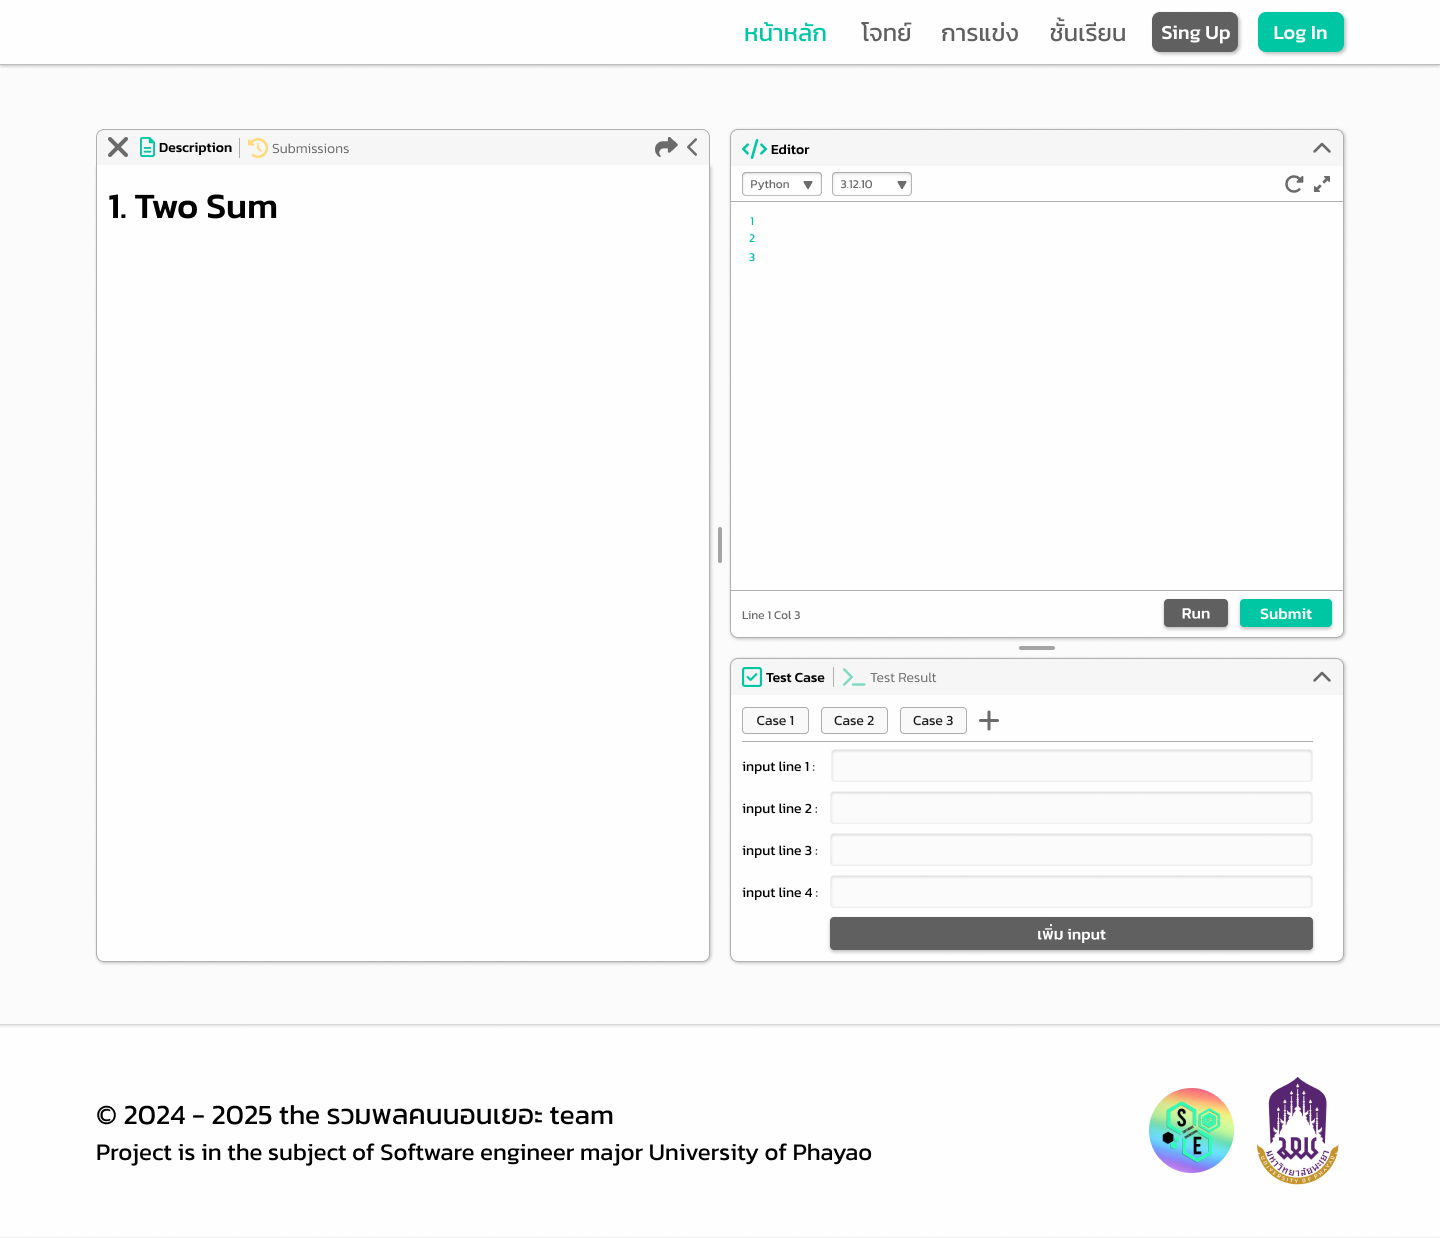 หน้าหลัก โจทย์ การแข่ง ชั้นเรียน Sing Up Log In
Description Submissions
1. Two Sum
Editor
Python 3.12.10
1
2
3
Line 1 Col 3 Run Submit
Test Case Test Result
Case 1 Case 2 Case 3
input line 1 :
input line 2 :
input line 3 :
input line 4 :
เพิ่ม input
© 2024 - 2025 the รวมพลคนนอนเยอะ team
Project is in the subject of Software engineer major University of Phayao
S
E
มหาวิทยาลัยพะเยา
UNIVERSITY OF PHAYAO